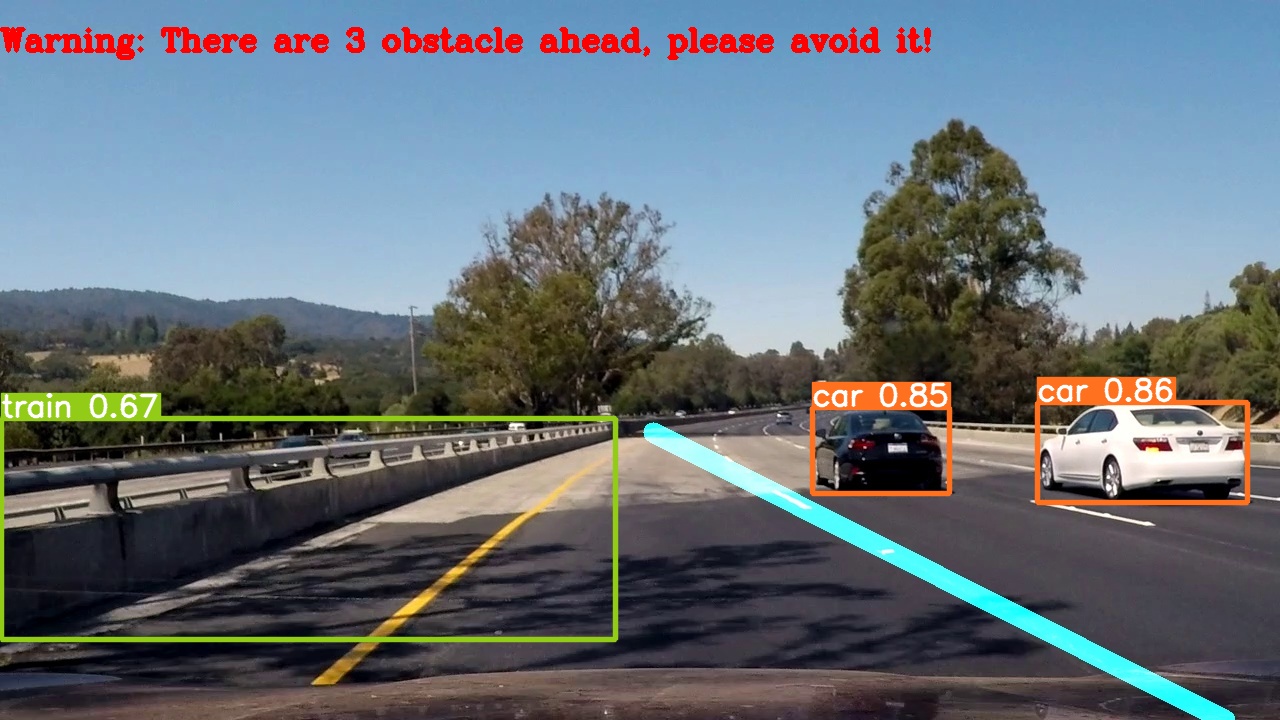 Warning: There are 3 obstacle ahead, please avoid it!
car 0.86
car 0.85
train 0.67